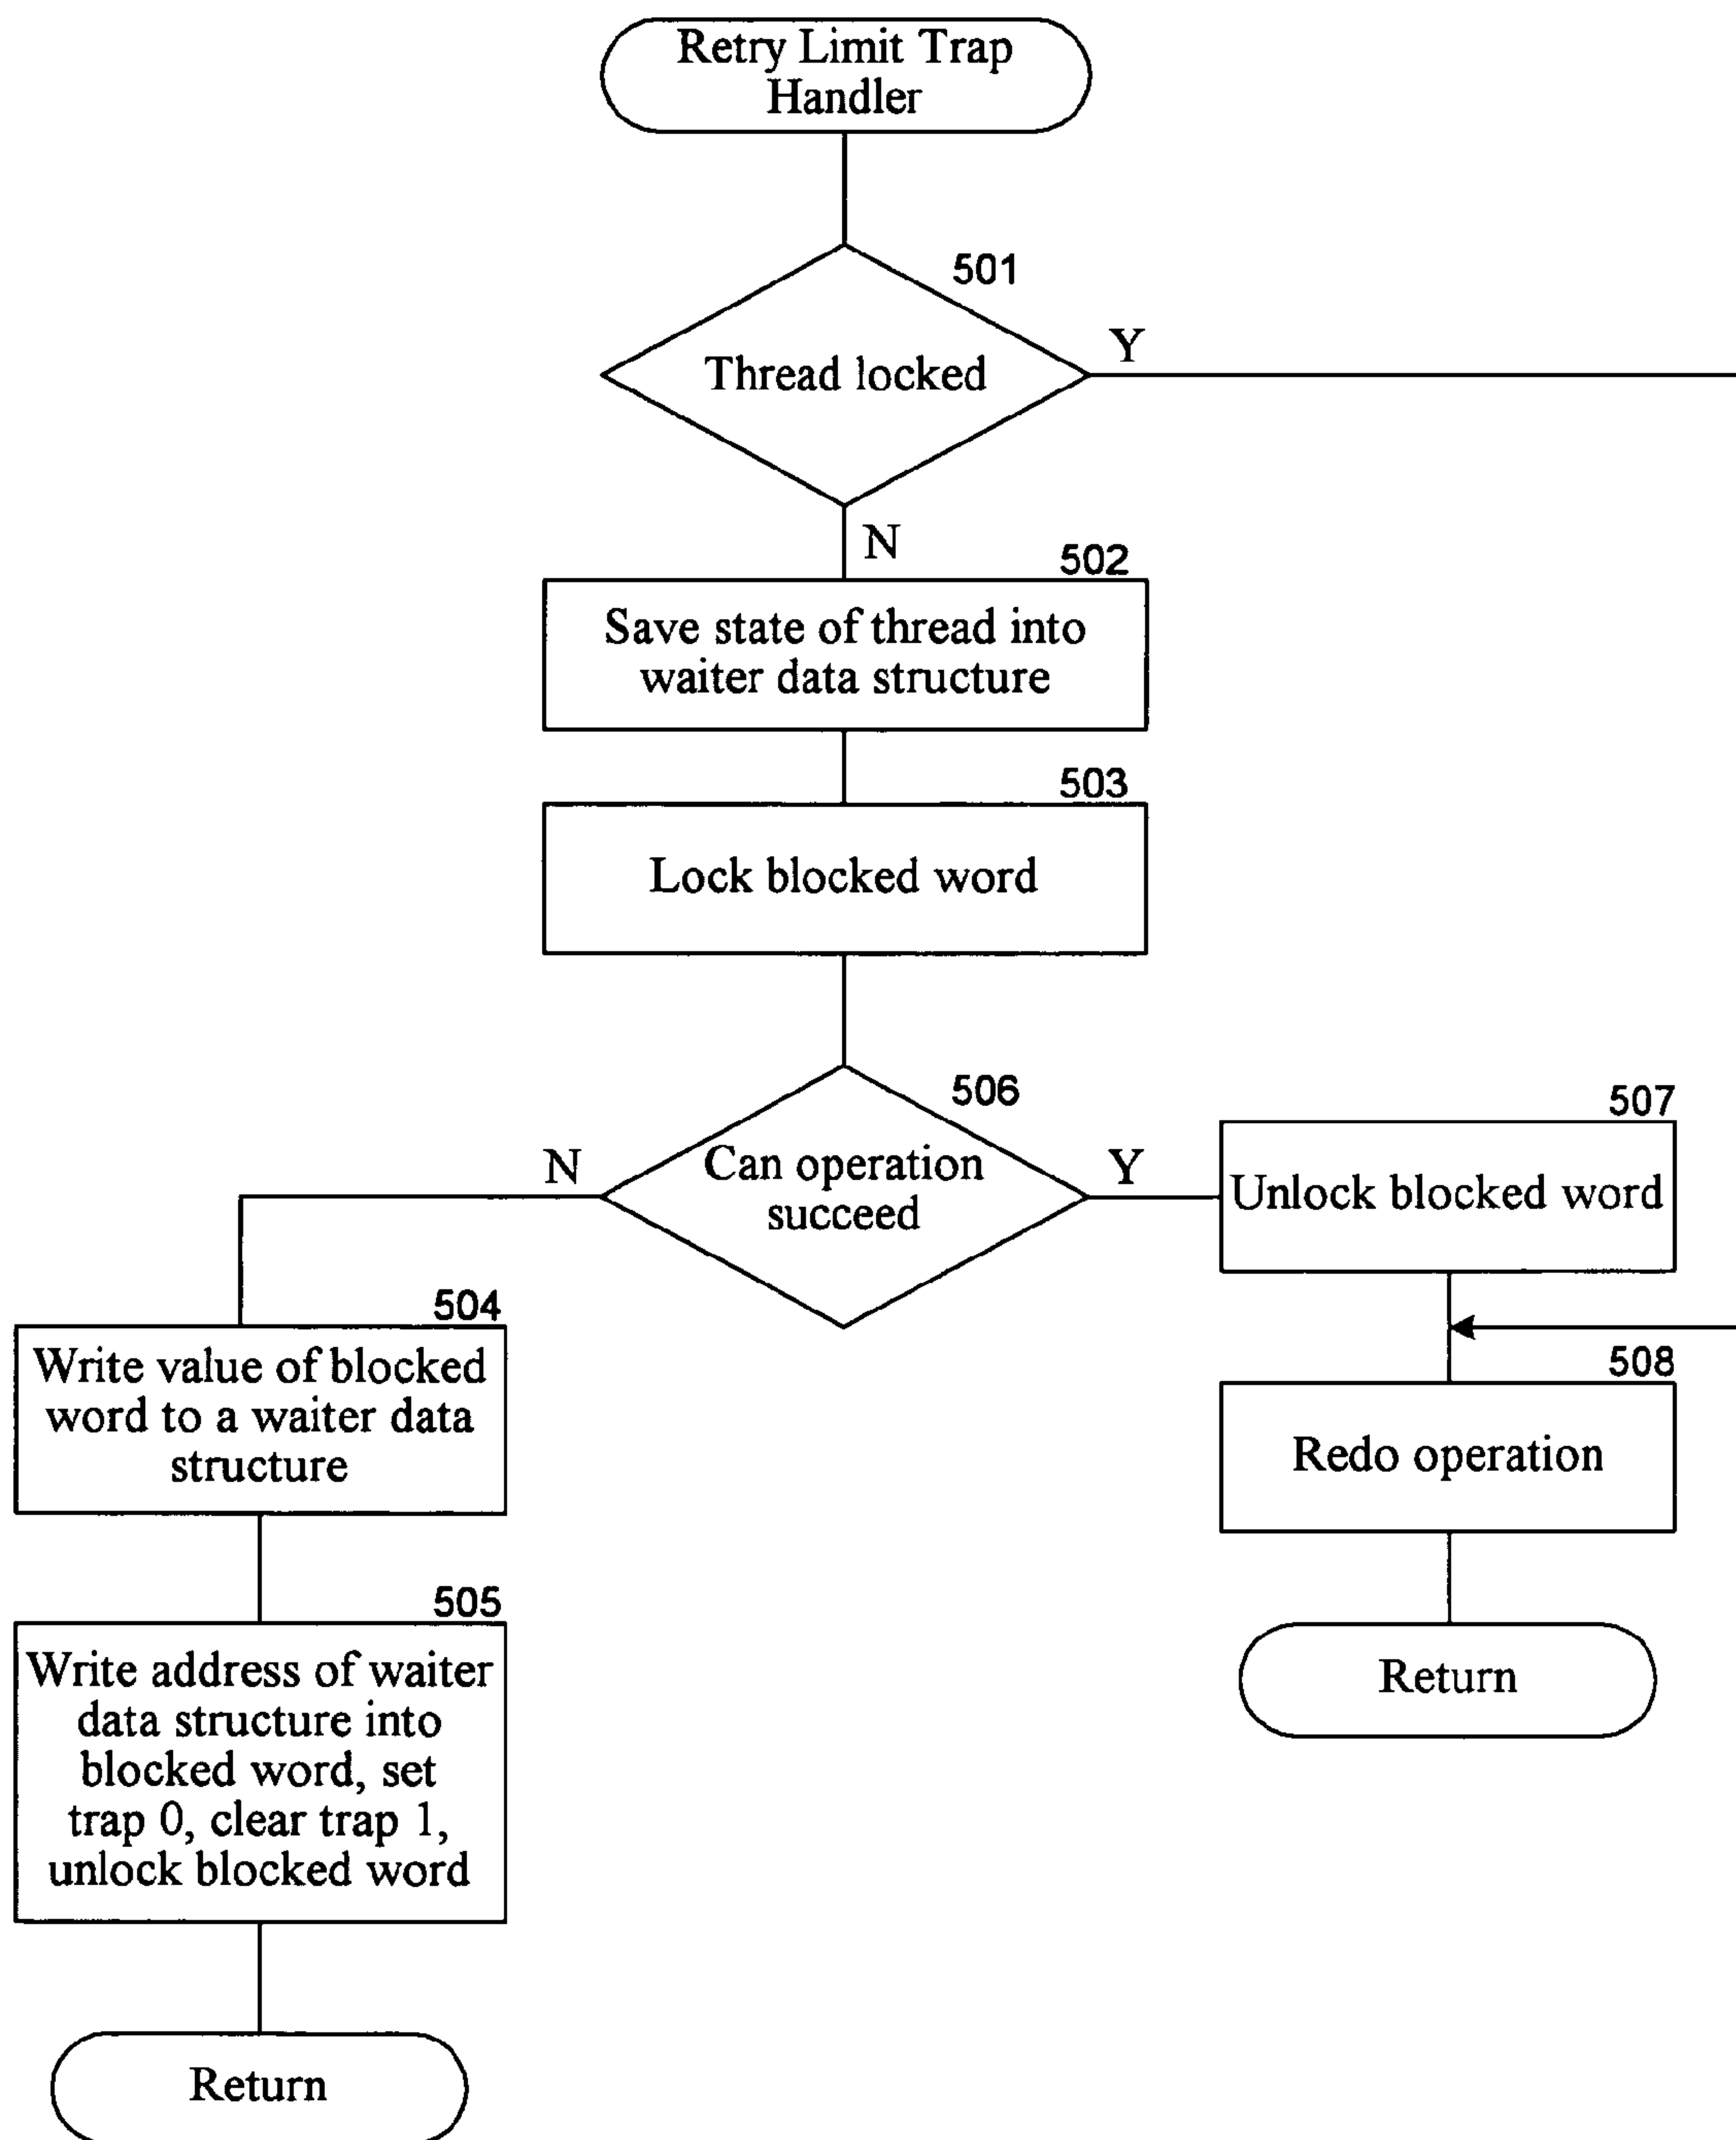 Retry Limit Trap
Handler
501
Thread locked
Y
N
502
Save state of thread into
waiter data structure
503
Lock blocked word
506
Can operation
succeed
N
Y
507
Unlock blocked word
504
Write value of blocked
word to a waiter data
structure
508
Redo operation
505
Write address of waiter
data structure into
blocked word, set
trap 0, clear trap 1,
unlock blocked word
Return
Return